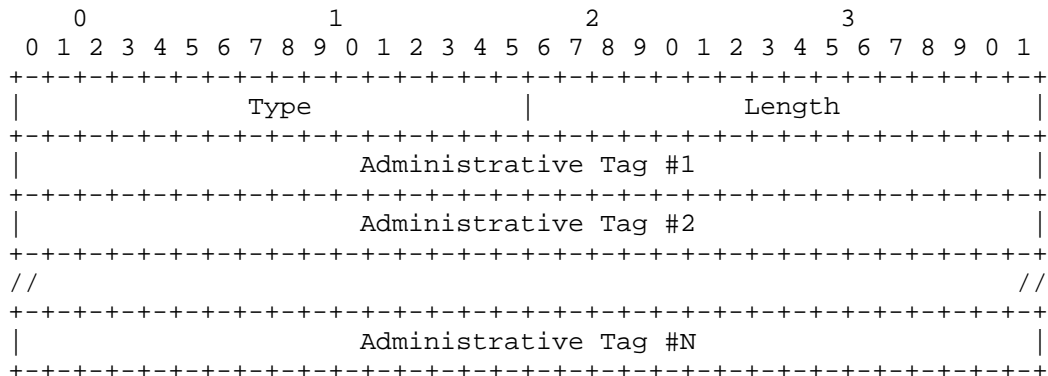 0                   1                   2                   3
 0 1 2 3 4 5 6 7 8 9 0 1 2 3 4 5 6 7 8 9 0 1 2 3 4 5 6 7 8 9 0 1
+-+-+-+-+-+-+-+-+-+-+-+-+-+-+-+-+-+-+-+-+-+-+-+-+-+-+-+-+-+-+-+-+
|              Type             |             Length            |
+-+-+-+-+-+-+-+-+-+-+-+-+-+-+-+-+-+-+-+-+-+-+-+-+-+-+-+-+-+-+-+-+
|                     Administrative Tag #1                     |
+-+-+-+-+-+-+-+-+-+-+-+-+-+-+-+-+-+-+-+-+-+-+-+-+-+-+-+-+-+-+-+-+
|                     Administrative Tag #2                     |
+-+-+-+-+-+-+-+-+-+-+-+-+-+-+-+-+-+-+-+-+-+-+-+-+-+-+-+-+-+-+-+-+
//                                                             //
+-+-+-+-+-+-+-+-+-+-+-+-+-+-+-+-+-+-+-+-+-+-+-+-+-+-+-+-+-+-+-+-+
|                     Administrative Tag #N                     |
+-+-+-+-+-+-+-+-+-+-+-+-+-+-+-+-+-+-+-+-+-+-+-+-+-+-+-+-+-+-+-+-+